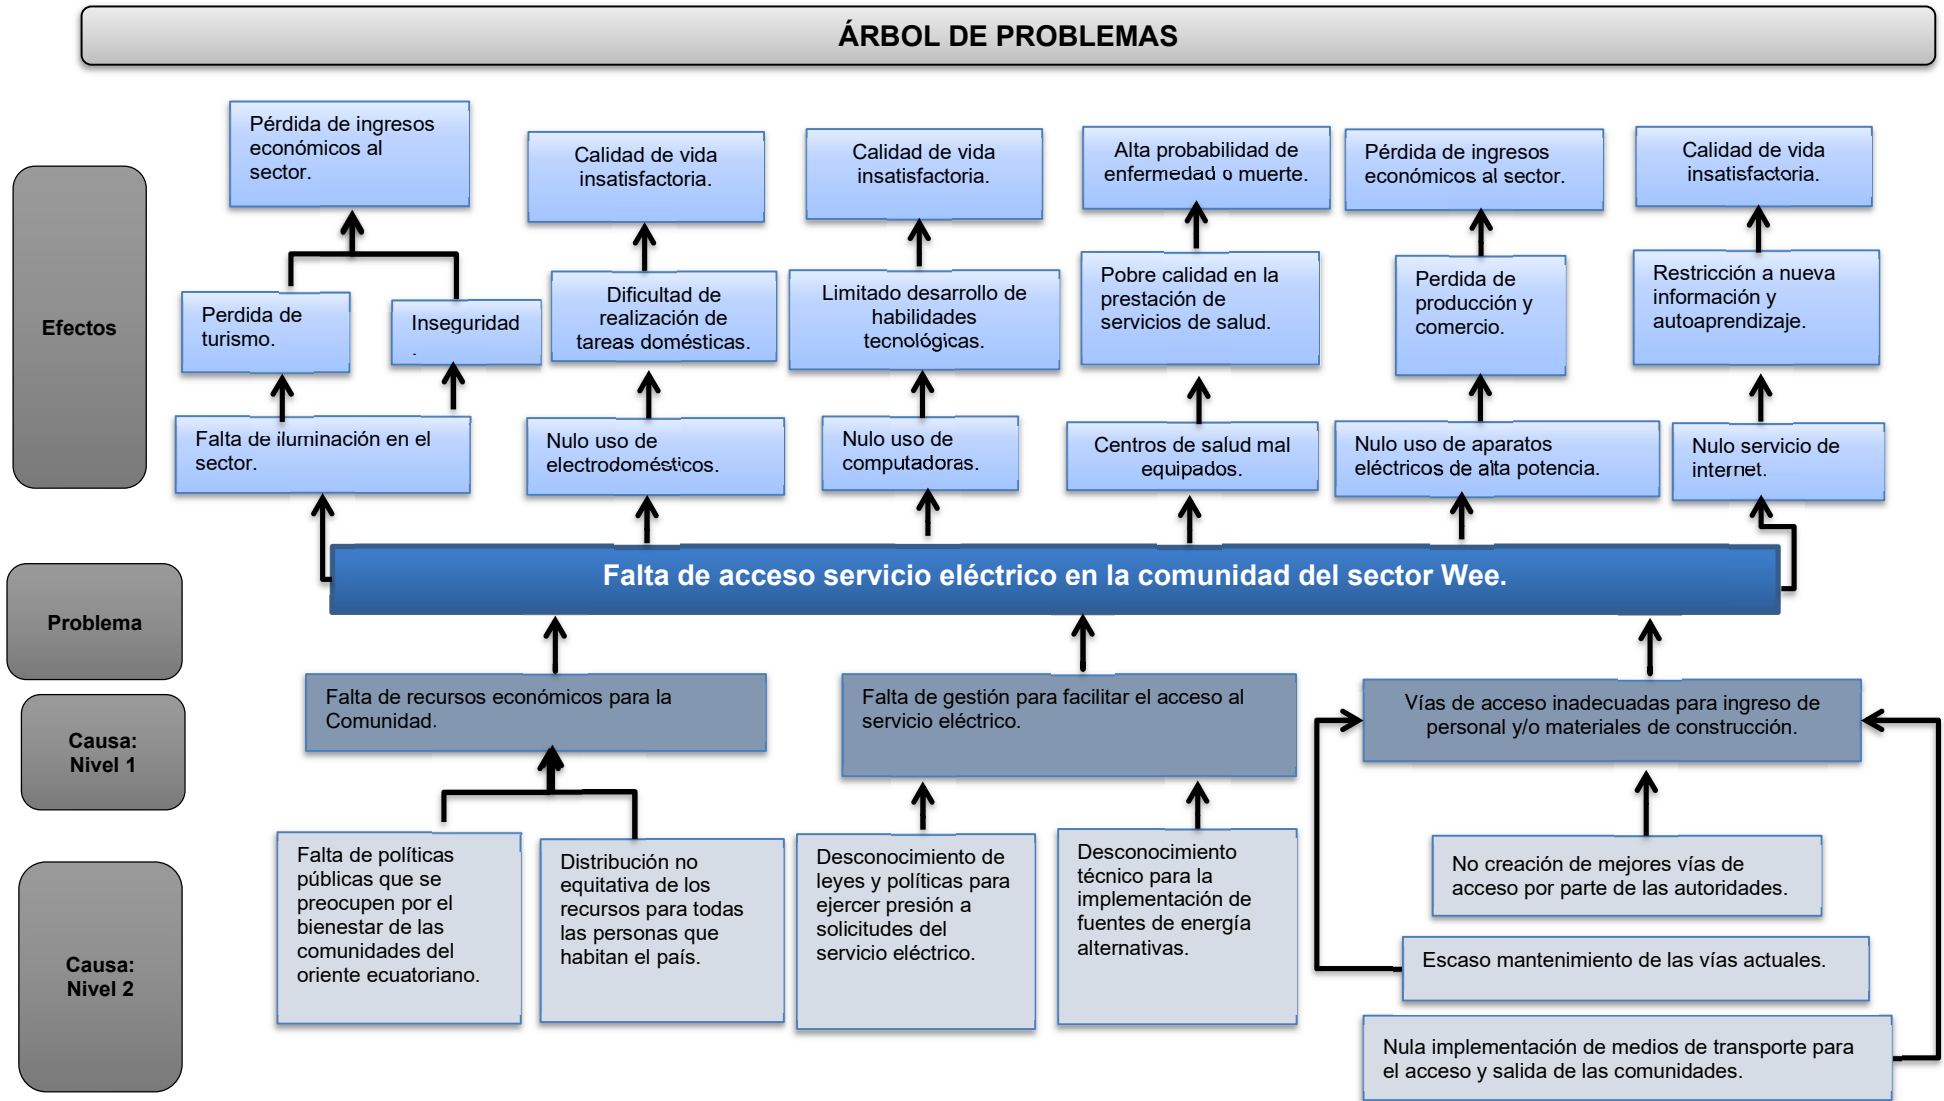 ÁRBOL DE PROBLEMAS
Pérdida de ingresos
económicos al
sector.
Calidad de vida
insatisfactoria.
Calidad de vida
insatisfactoria.
Alta probabilidad de
enfermedad o muerte.
Pérdida de ingresos
económicos al sector.
Calidad de vida
insatisfactoria.
Efectos
Perdida de
turismo.
Inseguridad
.
Dificultad de
realización de
tareas domésticas.
Limitado desarrollo de
habilidades
tecnológicas.
Pobre calidad en la
prestación de
servicios de salud.
Perdida de
producción y
comercio.
Restricción a nueva
información y
autoaprendizaje.
Falta de iluminación en el
sector.
Nulo uso de
electrodomésticos.
Nulo uso de
computadoras.
Centros de salud mal
equipados.
Nulo uso de aparatos
eléctricos de alta potencia.
Nulo servicio de
internet.
Problema
Falta de acceso servicio eléctrico en la comunidad del sector Wee.
Causa:
Nivel 1
Falta de recursos económicos para la
Comunidad.
Falta de gestión para facilitar el acceso al
servicio eléctrico.
Vías de acceso inadecuadas para ingreso de
personal y/o materiales de construcción.
Causa:
Nivel 2
Falta de políticas
públicas que se
preocupen por el
bienestar de las
comunidades del
oriente ecuatoriano.
Distribución no
equitativa de los
recursos para todas
las personas que
habitan el país.
Desconocimiento de
leyes y políticas para
ejercer presión a
solicitudes del
servicio eléctrico.
Desconocimiento
técnico para la
implementación de
fuentes de energía
alternativas.
No creación de mejores vías de
acceso por parte de las autoridades.
Escaso mantenimiento de las vías actuales.
Nula implementación de medios de transporte para
el acceso y salida de las comunidades.